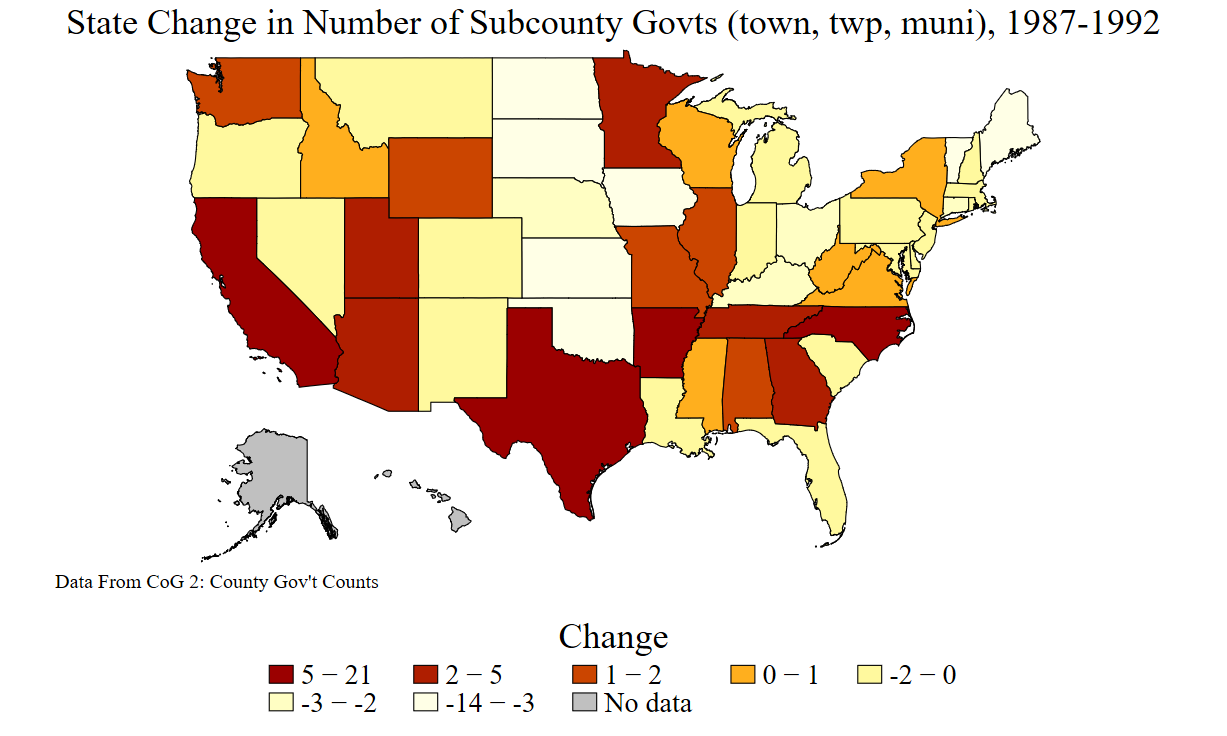 State Change in Number of Subcounty Govts (town, twp, muni), 1987-1992
Data From CoG 2: County Gov't Counts
Change
5 − 21 2 − 5 1 − 2 0 − 1 -2 − 0
-3 − -2 -14 − -3 No data